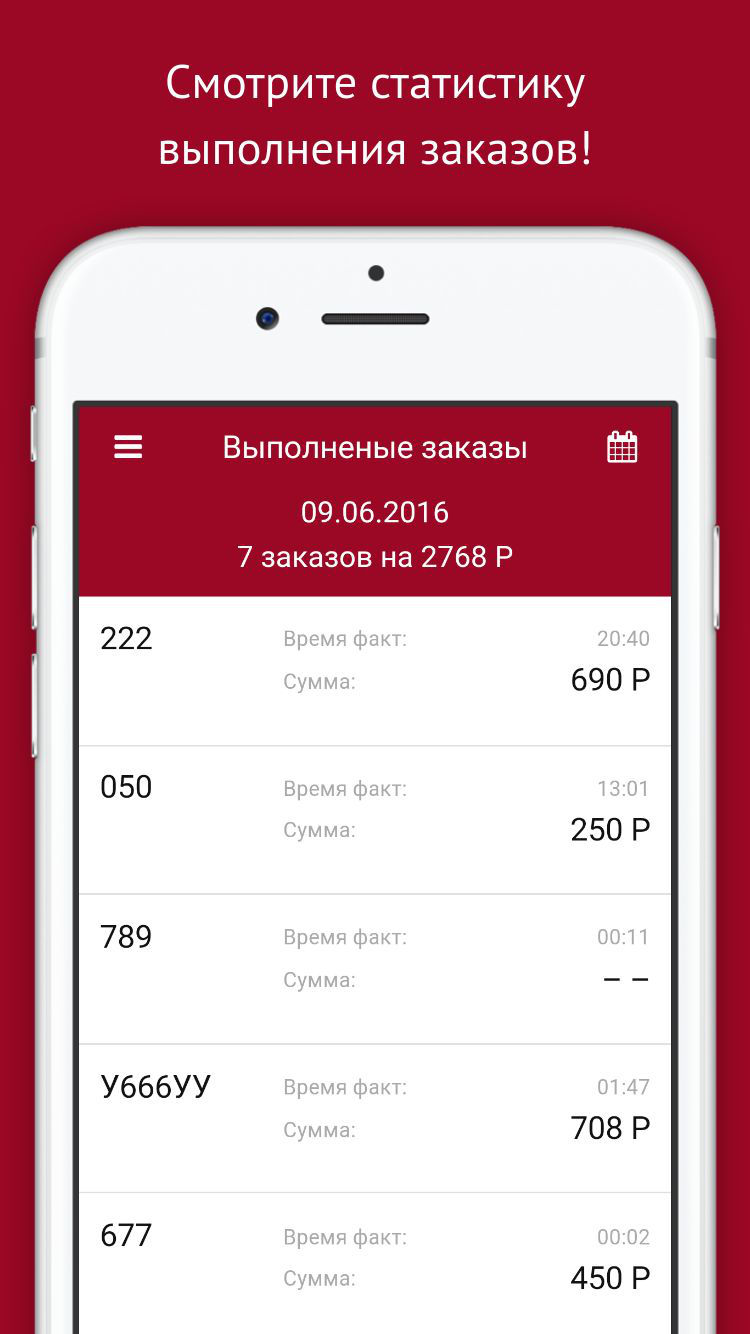 Смотрите статистику
выполнения заказов!
Выполненые заказы
09.06.2016
7 заказов на 2768 Р
222 Время факт: 20:40
Сумма: 690 Р
050 Время факт: 13:01
Сумма: 250 Р
789 Время факт: 00:11
Сумма: – –
У666УУ Время факт: 01:47
Сумма: 708 Р
677 Время факт: 00:02
Сумма: 450 Р